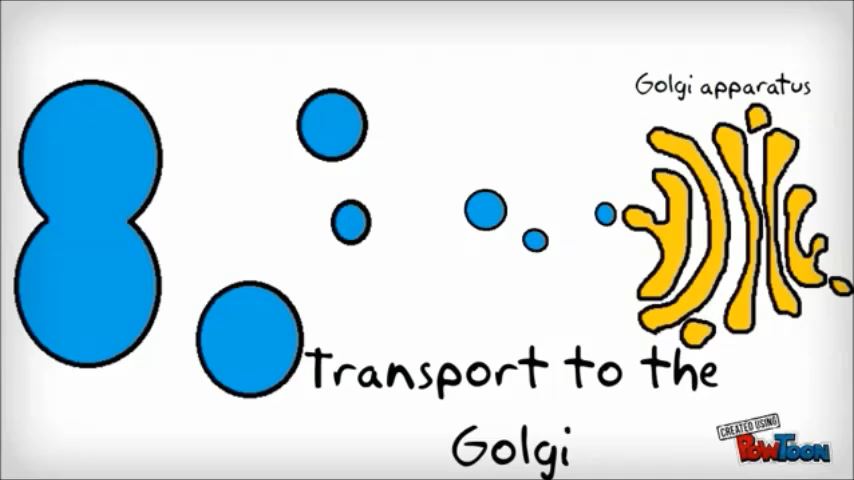 Golgi apparatus
Transport to the
Golgi
CREATED USING
POWTOON